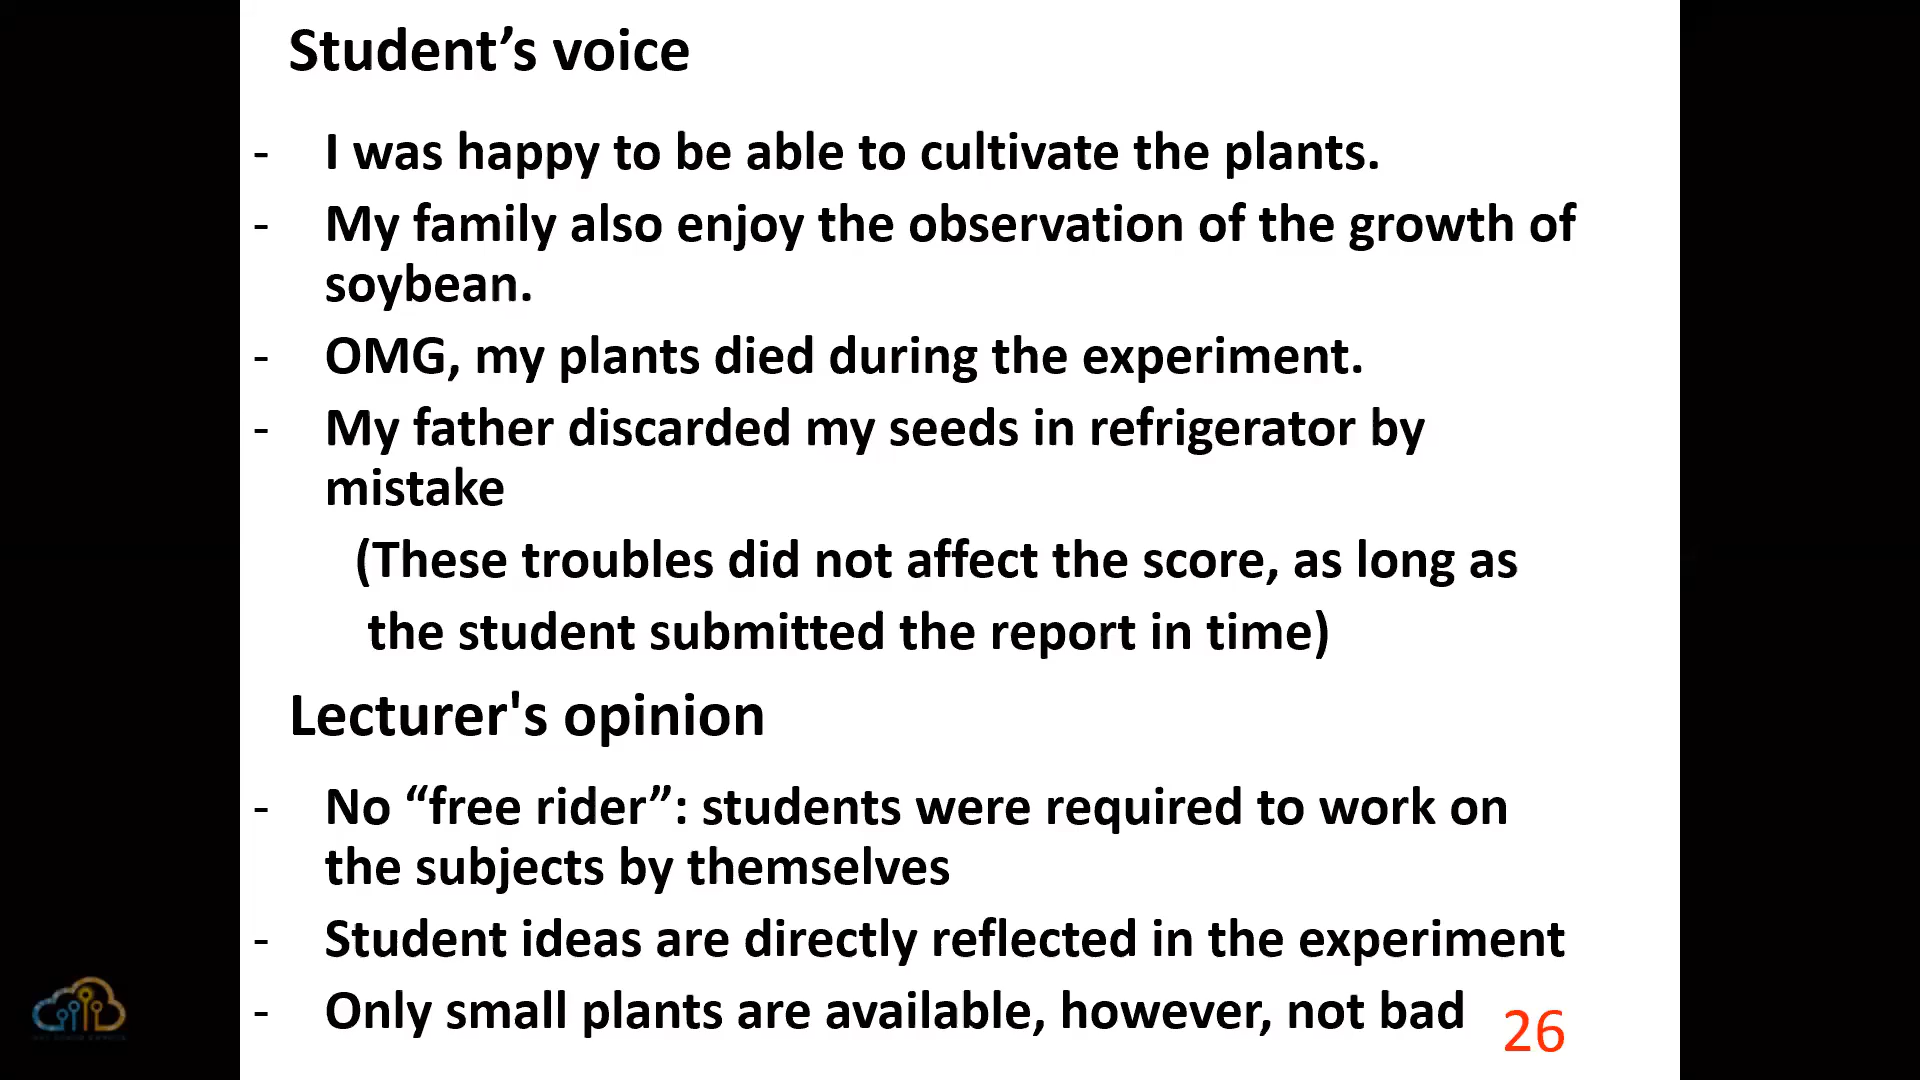 Student’s voice
- I was happy to be able to cultivate the plants.
- My family also enjoy the observation of the growth of
soybean.
- OMG, my plants died during the experiment.
- My father discarded my seeds in refrigerator by
mistake
(These troubles did not affect the score, as long as
the student submitted the report in time)
Lecturer's opinion
- No “free rider”: students were required to work on
the subjects by themselves
- Student ideas are directly reflected in the experiment
- Only small plants are available, however, not bad
26